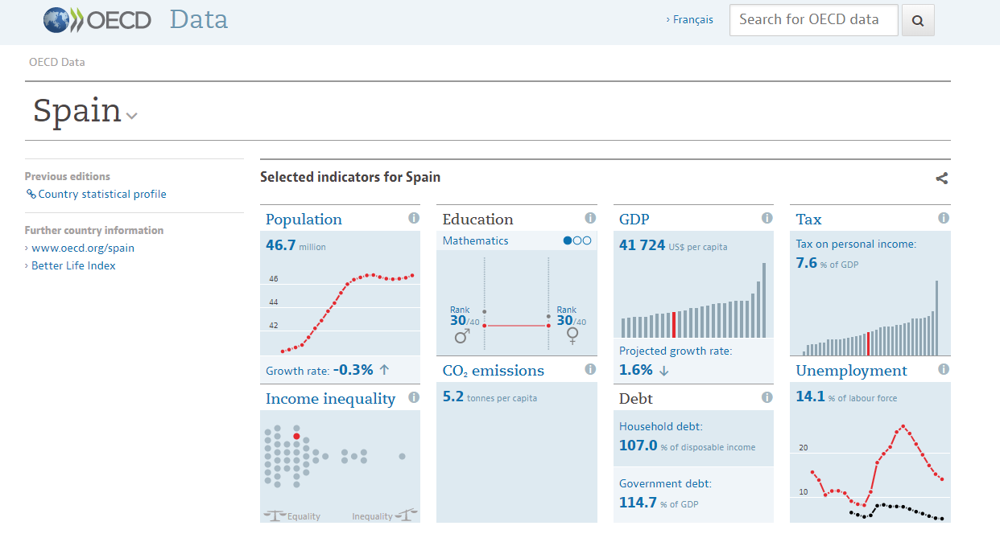 OECD Data
› Français
Search for OECD data
OECD Data
Spain
Previous editions
Country statistical profile
Further country information
› www.oecd.org/spain
› Better Life Index
Selected indicators for Spain
Population
46.7 million
46
44
42
Growth rate: -0.3% ↑
Income inequality
Equality
Inequality
Education
Mathematics
Rank
30/40
Rank
30/40
CO₂ emissions
5.2 tonnes per capita
GDP
41 724 US$ per capita
Projected growth rate:
1.6% ↓
Debt
Household debt:
107.0 % of disposable income
Government debt:
114.7 % of GDP
Tax
Tax on personal income:
7.6 % of GDP
Unemployment
14.1 % of labour force
20
10